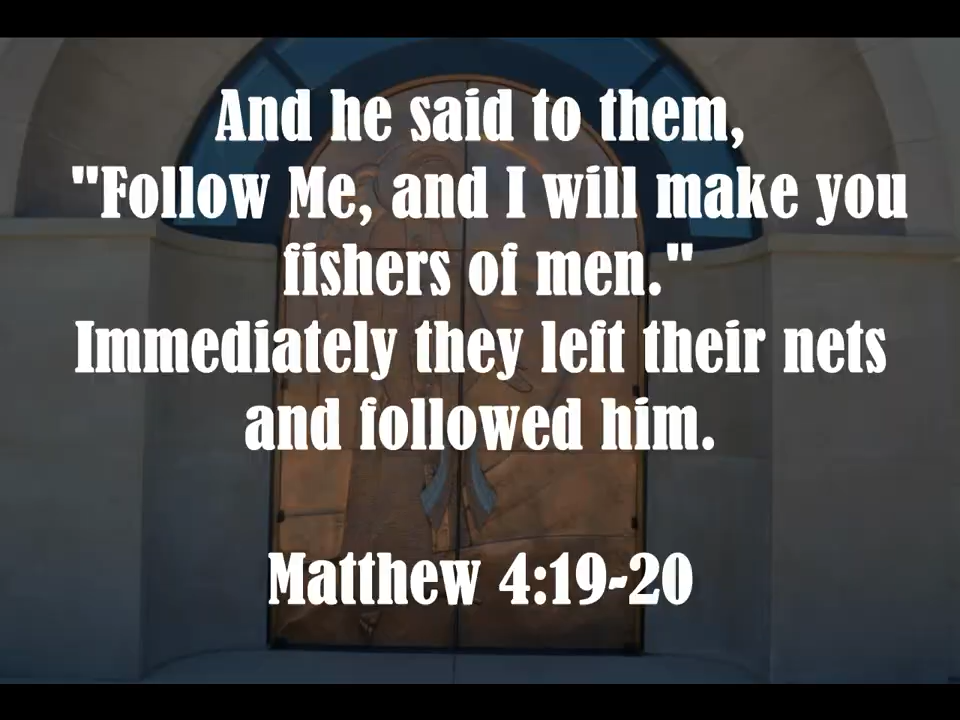 And he said to them,
"Follow Me, and I will make you
fishers of men."
Immediately they left their nets
and followed him.
Matthew 4:19-20